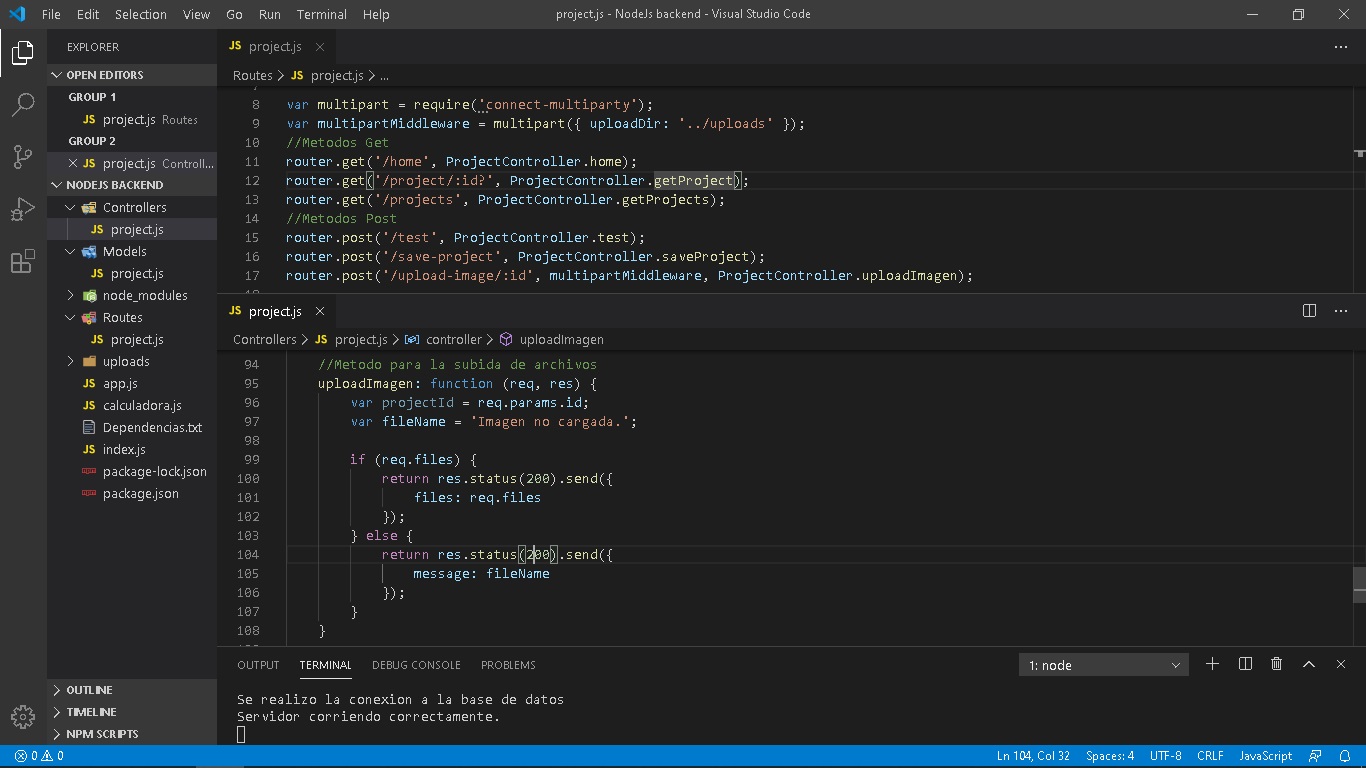 File Edit Selection View Go Run Terminal Help project.js - NodeJs backend - Visual Studio Code
EXPLORER
OPEN EDITORS
GROUP 1
JS project.js Routes
GROUP 2
JS project.js Controll...
NODEJS BACKEND
Controllers
JS project.js
Models
JS project.js
node_modules
Routes
JS project.js
uploads
JS app.js
JS calculadora.js
Dependencias.txt
JS index.js
package-lock.json
package.json
OUTLINE
TIMELINE
NPM SCRIPTS
JS project.js
Routes > JS project.js > ...
8 var multipart = require('connect-multiparty');
9 var multipartMiddleware = multipart({ uploadDir: '../uploads' });
10 //Metodos Get
11 router.get('/home', ProjectController.home);
12 router.get('/project/:id?', ProjectController.getProject);
13 router.get('/projects', ProjectController.getProjects);
14 //Metodos Post
15 router.post('/test', ProjectController.test);
16 router.post('/save-project', ProjectController.saveProject);
17 router.post('/upload-image/:id', multipartMiddleware, ProjectController.uploadImagen);
JS project.js
Controllers > JS project.js > controller > uploadImagen
94 //Metodo para la subida de archivos
95 uploadImagen: function (req, res) {
96 var projectId = req.params.id;
97 var fileName = 'Imagen no cargada.';
98
99 if (req.files) {
100 return res.status(200).send({
101 files: req.files
102 });
103 } else {
104 return res.status(200).send({
105 message: fileName
106 });
107 }
108 }
OUTPUT TERMINAL DEBUG CONSOLE PROBLEMS 1: node
Se realizo la conexion a la base de datos
Servidor corriendo correctamente.
0 0 Ln 104, Col 32 Spaces: 4 UTF-8 CRLF JavaScript